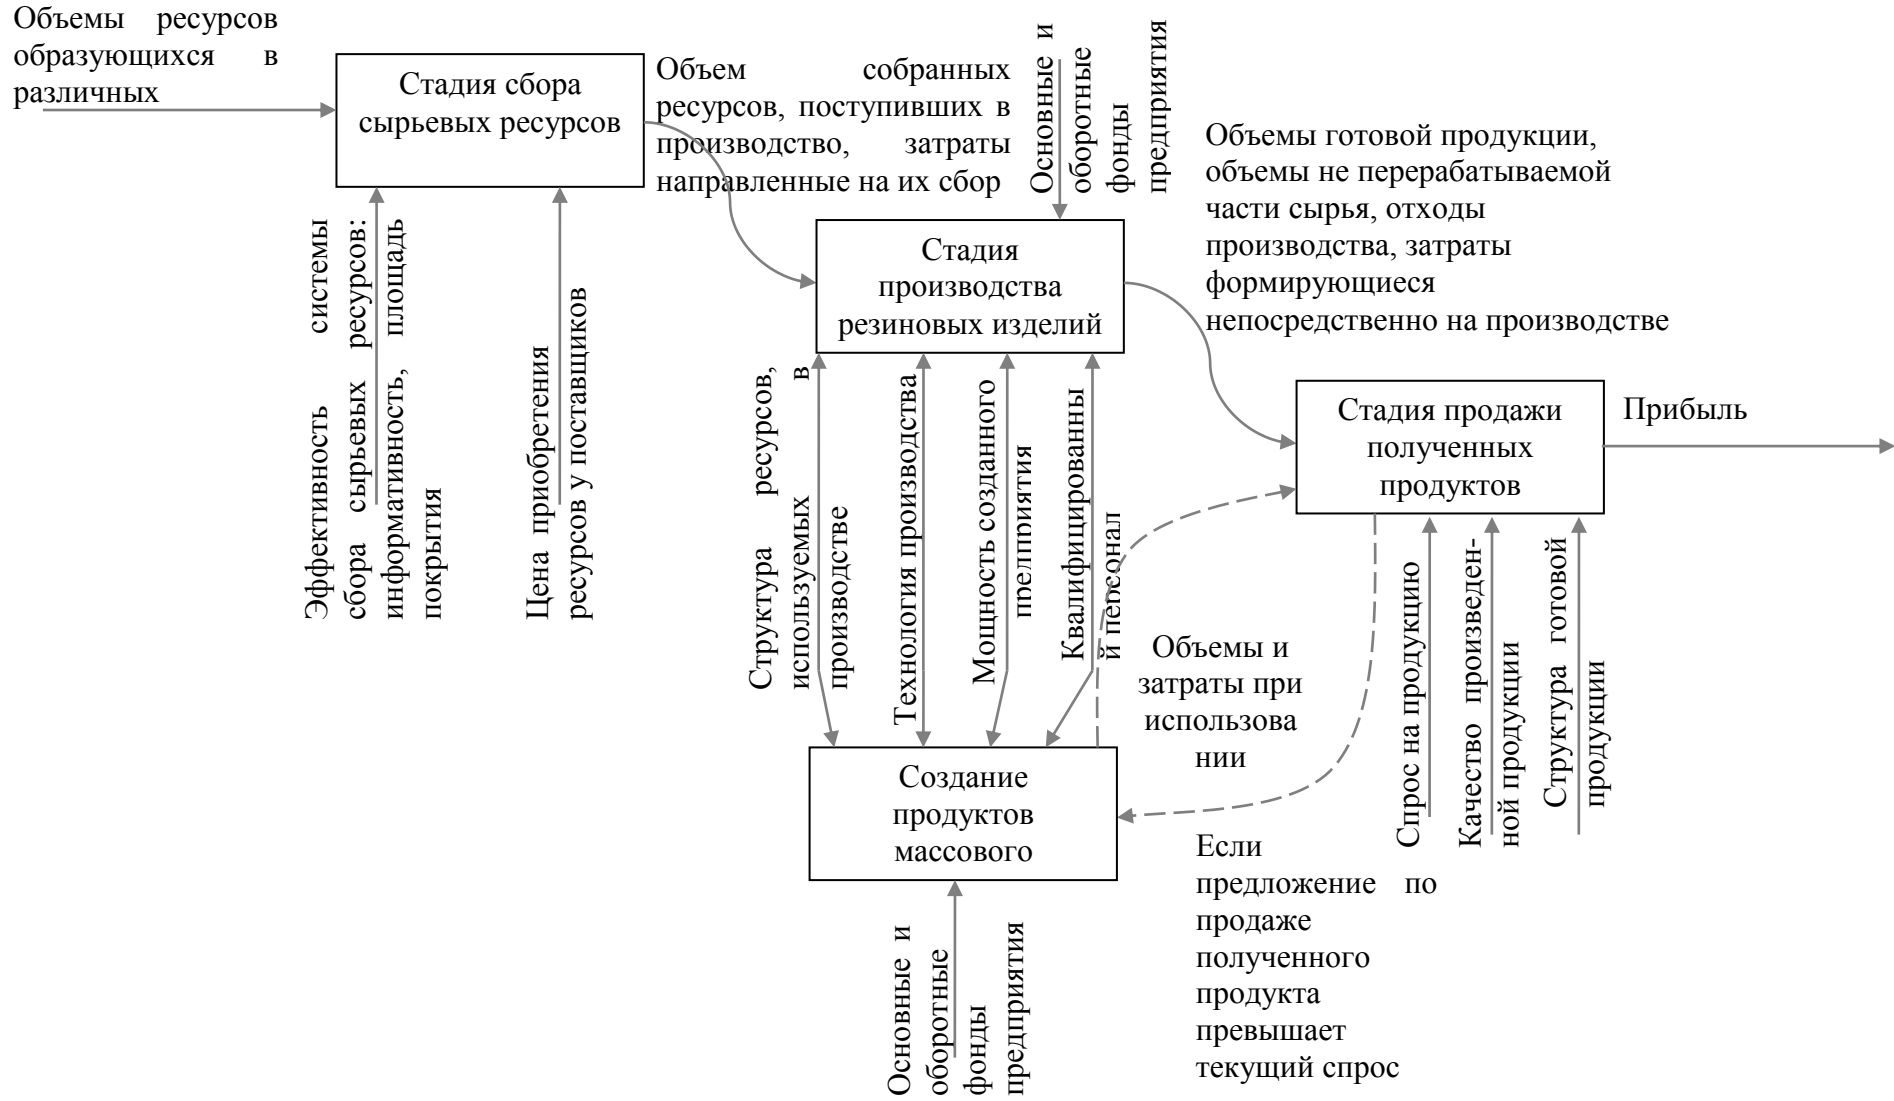 Объемы ресурсов
образующихся в
различных
Стадия сбора
сырьевых ресурсов
Объем собранных
ресурсов, поступивших в
производство, затраты
направленные на их сбор
Основные и
оборотные
фонды
предприятия
Объемы готовой продукции,
объемы не перерабатываемой
части сырья, отходы
производства, затраты
формирующиеся
непосредственно на производстве
Эффективность системы
сбора сырьевых ресурсов:
информативность, площадь
покрытия
Цена приобретения
ресурсов у поставщиков
Стадия
производства
резиновых изделий
Структура ресурсов,
используемых в
производстве
Технология производства
Мощность созданного
предприятия
Квалифицированны
й персонал
Стадия продажи
полученных
продуктов
Прибыль
Объемы и
затраты при
использова
нии
Спрос на продукцию
Качество произведен-
ной продукции
Структура готовой
продукции
Создание
продуктов
массового
Основные и
оборотные
фонды
предприятия
Если
предложение по
продаже
полученного
продукта
превышает
текущий спрос